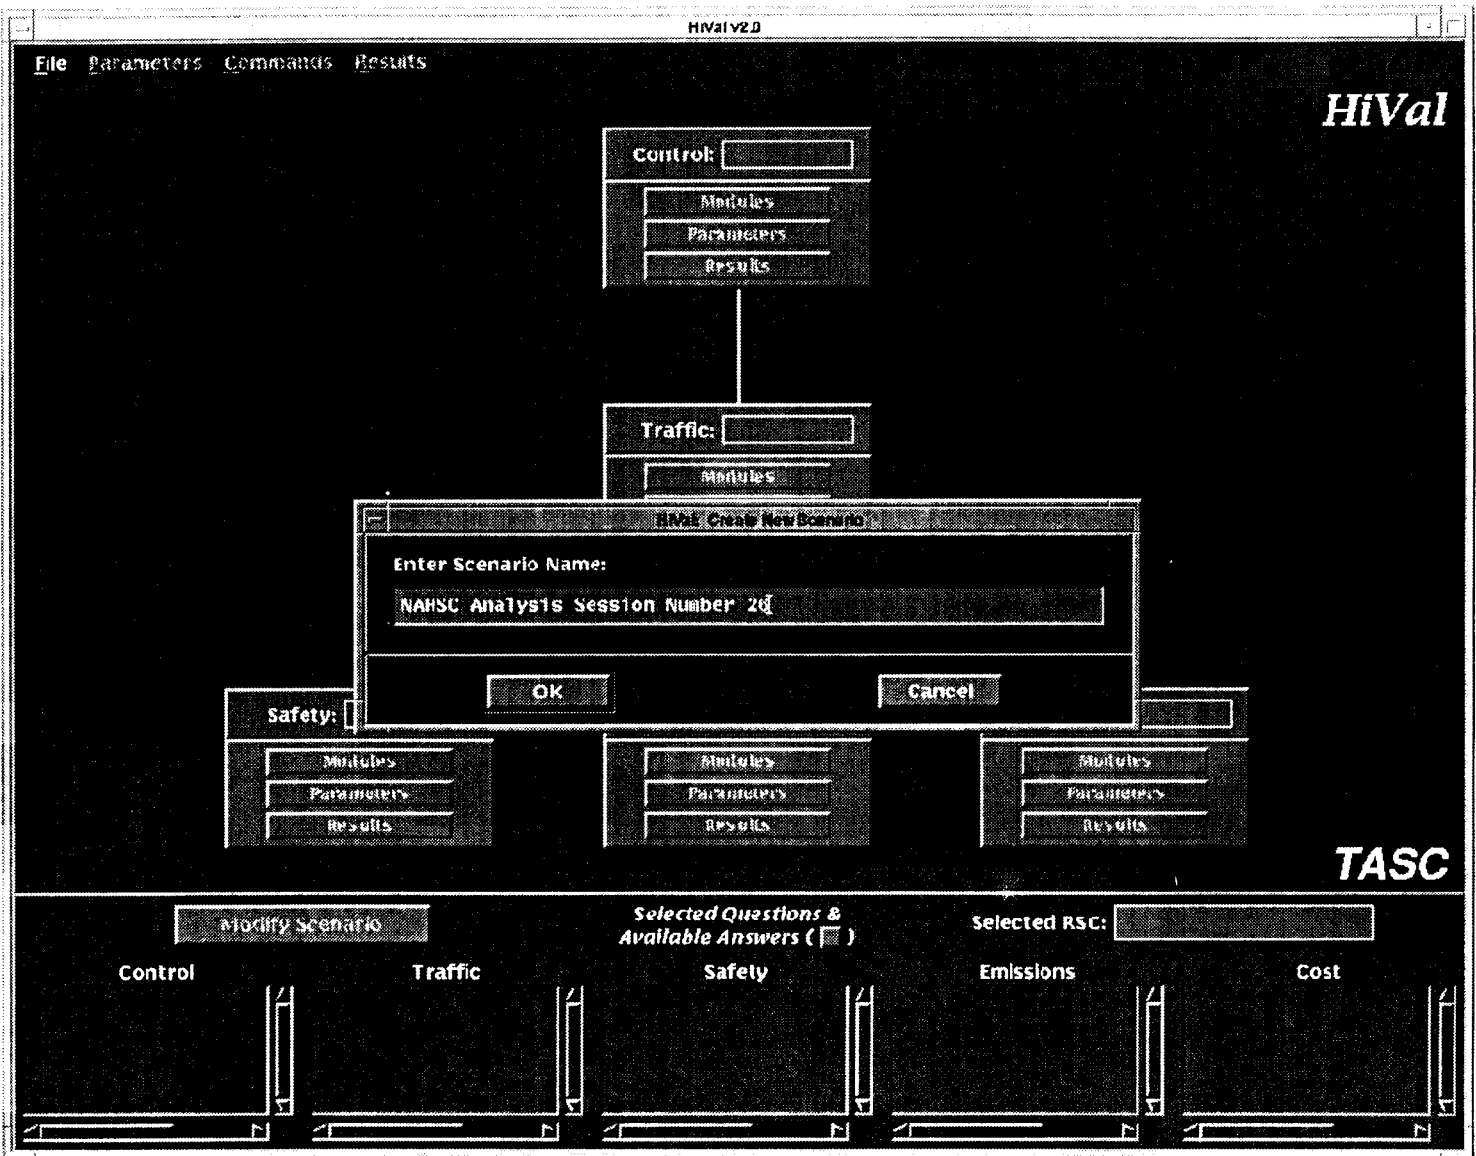 HiVal v2.0
File Parameters Commands Results
HiVal
Control:
Modules
Parameters
Results
Traffic:
Modules
HiVal: Create New Scenario
Enter Scenario Name:
NAHSC Analysis Session Number 26
OK Cancel
Safety:
Modules Modules Modules
Parameters Parameters Parameters
Results Results Results
TASC
Modify Scenario
Selected Questions &
Available Answers ( )
Selected RSC:
Control Traffic Safety Emissions Cost